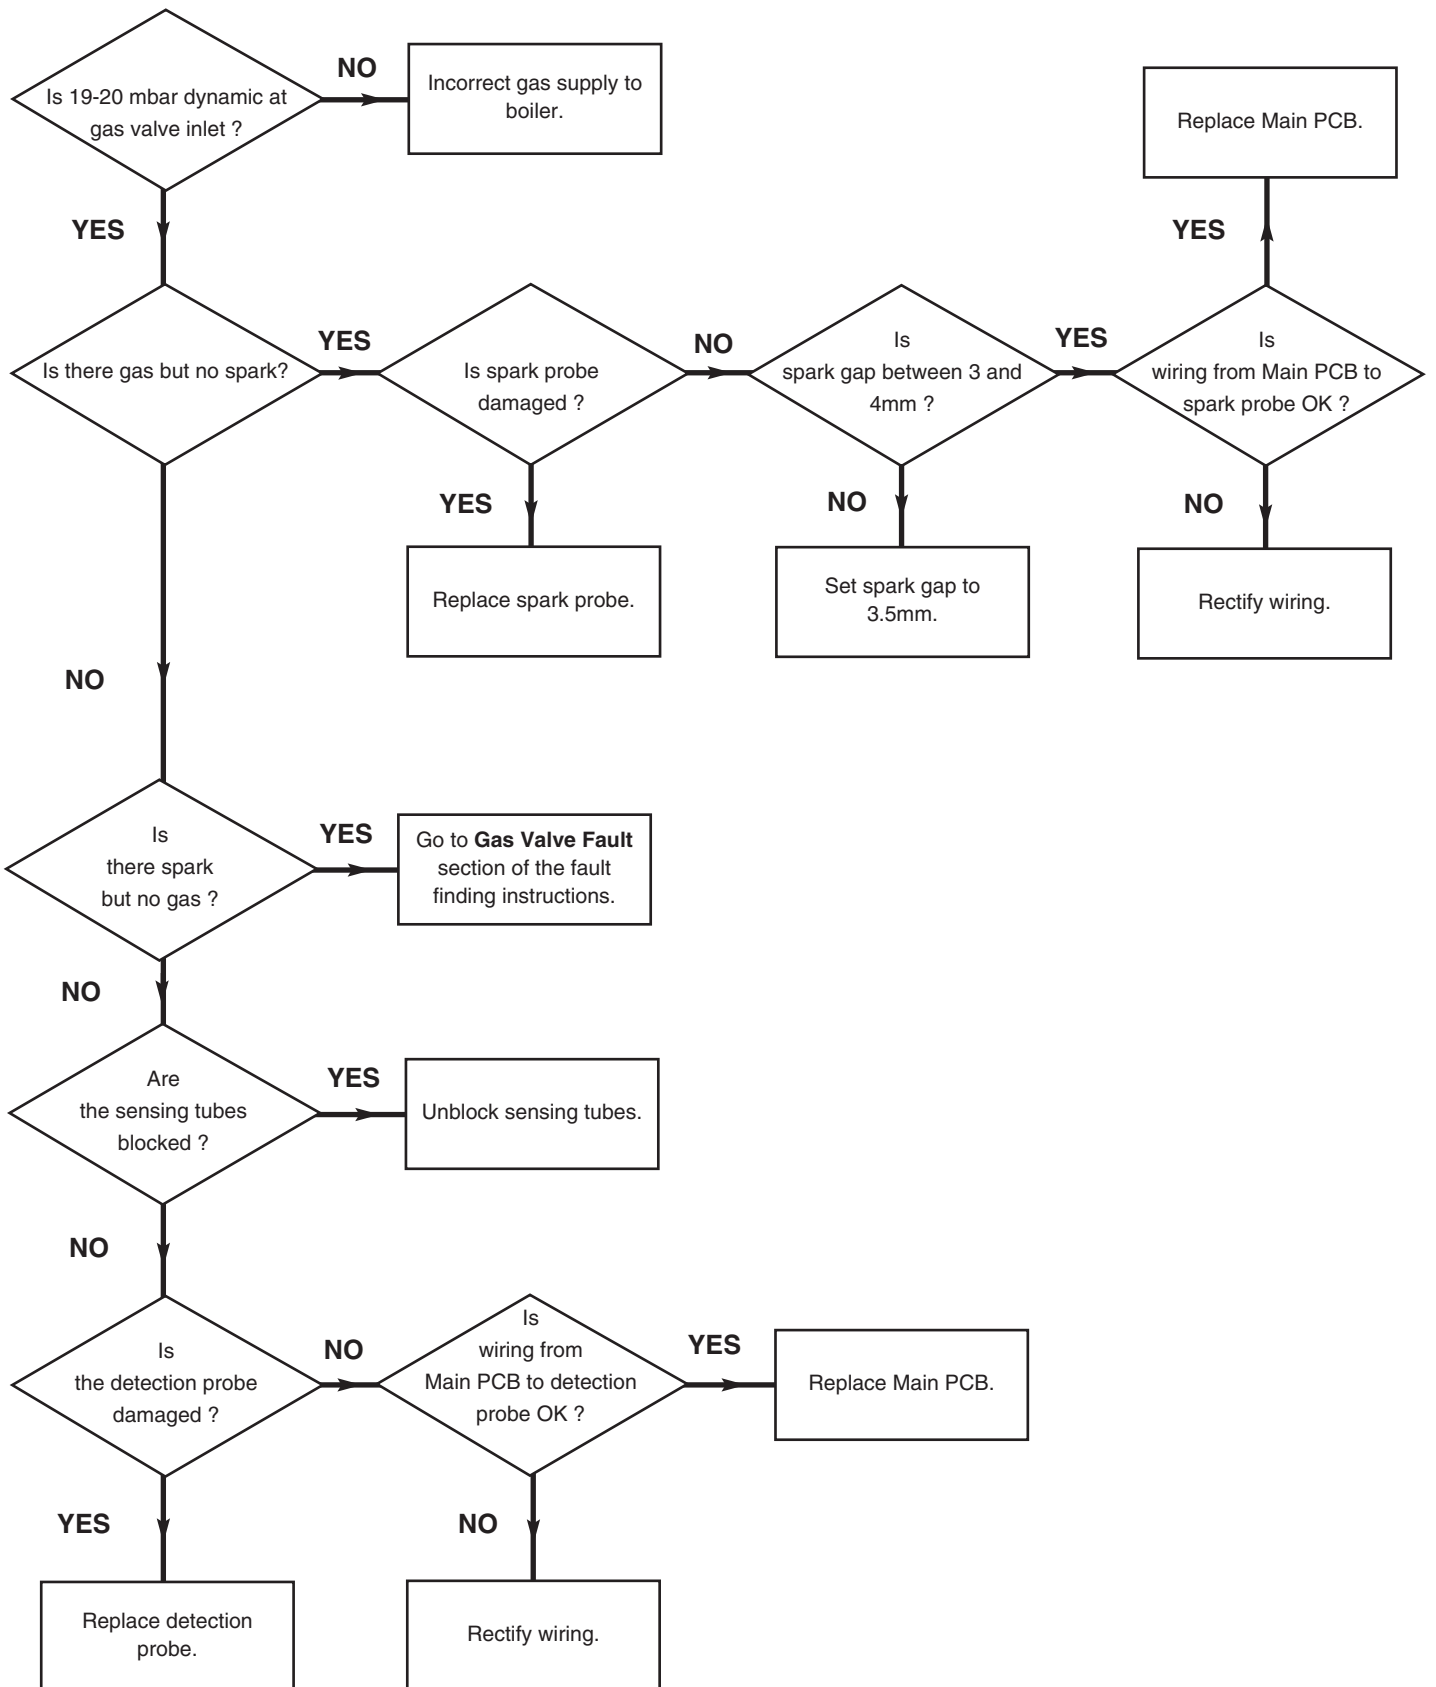 Is 19-20 mbar dynamic at
gas valve inlet ?
NO
Incorrect gas supply to
boiler.
YES
Is there gas but no spark?
YES
Is spark probe
damaged ?
NO
Is
spark gap between 3 and
4mm ?
YES
Is
wiring from Main PCB to
spark probe OK ?
YES
Replace Main PCB.
YES
Replace spark probe.
NO
Set spark gap to
3.5mm.
NO
Rectify wiring.
NO
Is
there spark
but no gas ?
YES
Go to Gas Valve Fault
section of the fault
finding instructions.
NO
Are
the sensing tubes
blocked ?
YES
Unblock sensing tubes.
NO
Is
the detection probe
damaged ?
NO
Is
wiring from
Main PCB to detection
probe OK ?
YES
Replace Main PCB.
YES
Replace detection
probe.
NO
Rectify wiring.